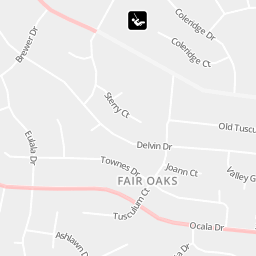 Coleridge Dr
Brewer Dr
Coleridge Ct
Sterry Ct
Old Tuscu
Eulala Dr
Delvin Dr
Townes Dr
Joann Ct
Valley G
FAIR OAKS
Tusculum Ct
Ocala Dr
Ashlawn D